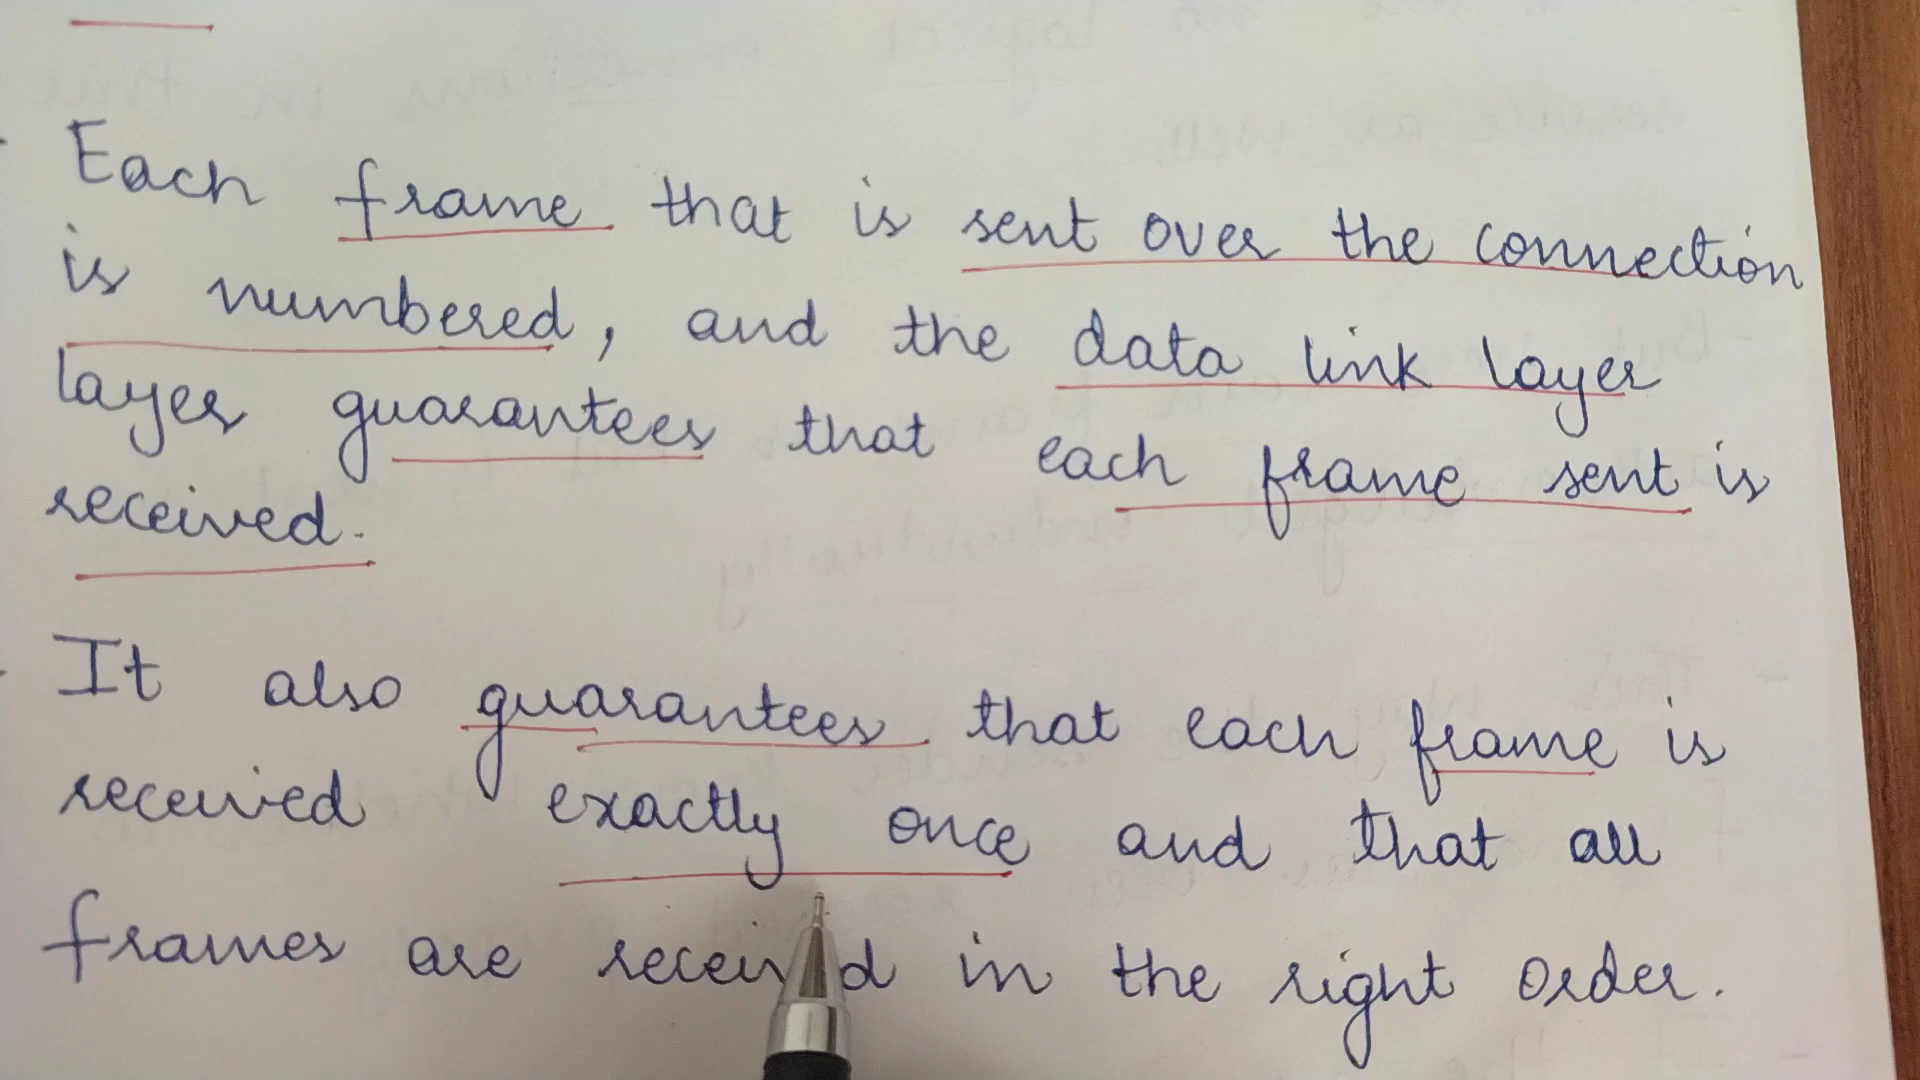 Each frame that is sent over the connection
is numbered, and the data link layer
layer guarantees that each frame sent is
received.
It also guarantees that each frame is
received exactly once and that all
frames are received in the right order.